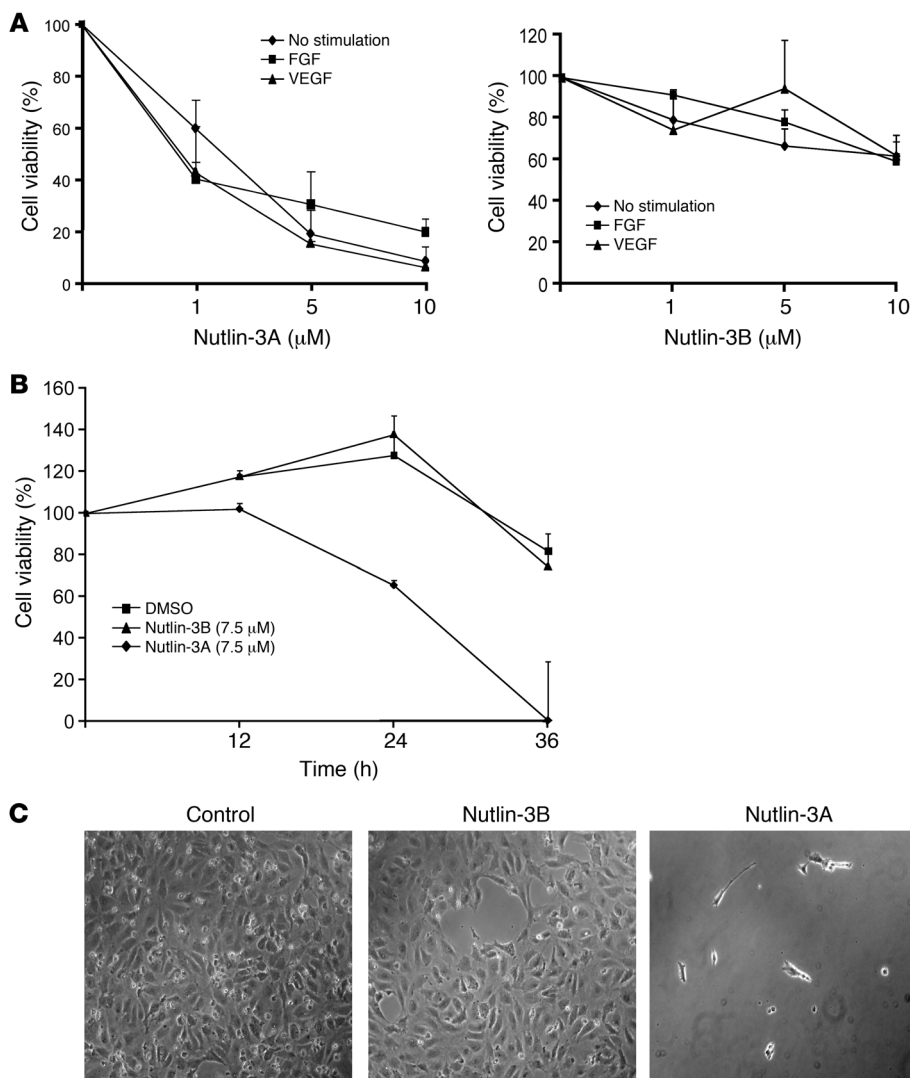 A
100
80
60
40
20
0
Cell viability (%)
No stimulation
FGF
VEGF
1 5 10
Nutlin-3A (μM)
120
100
80
60
40
20
0
Cell viability (%)
No stimulation
FGF
VEGF
1 5 10
Nutlin-3B (μM)
B
160
140
120
100
80
60
40
20
0
Cell viability (%)
DMSO
Nutlin-3B (7.5 μM)
Nutlin-3A (7.5 μM)
12 24 36
Time (h)
C
Control Nutlin-3B Nutlin-3A